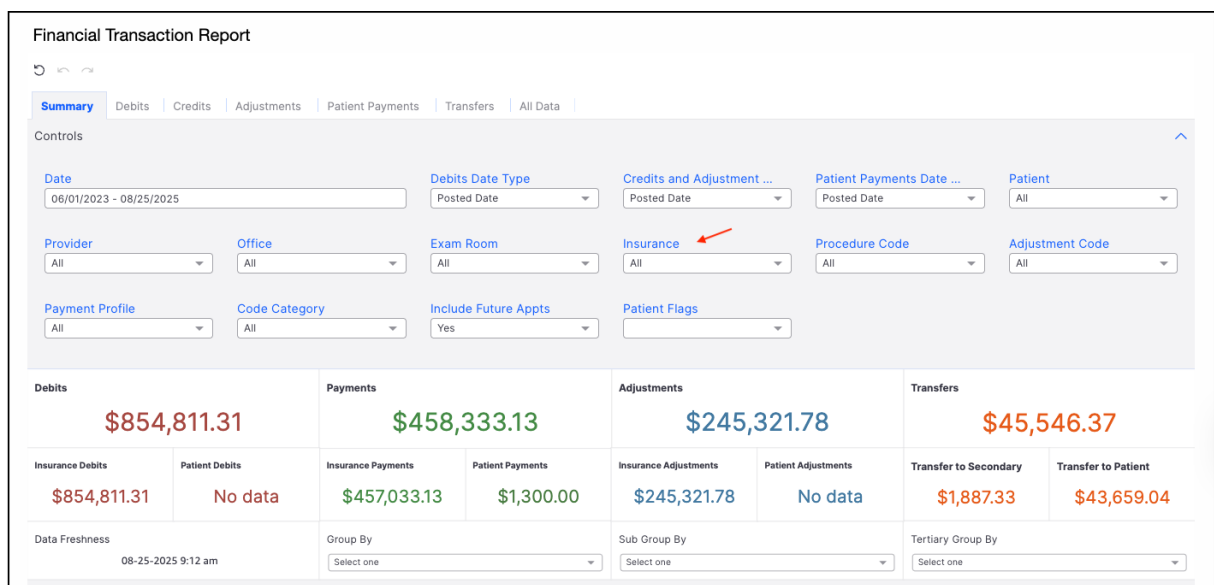 Financial Transaction Report
Summary Debits Credits Adjustments Patient Payments Transfers All Data
Controls
Date Debits Date Type Credits and Adjustment ... Patient Payments Date ... Patient
06/01/2023 - 08/25/2025 Posted Date Posted Date Posted Date All
Provider Office Exam Room Insurance Procedure Code Adjustment Code
All All All All All All
Payment Profile Code Category Include Future Appts Patient Flags
All All Yes
Debits Payments Adjustments Transfers
$854,811.31 $458,333.13 $245,321.78 $45,546.37
Insurance Debits Patient Debits Insurance Payments Patient Payments Insurance Adjustments Patient Adjustments Transfer to Secondary Transfer to Patient
$854,811.31 No data $457,033.13 $1,300.00 $245,321.78 No data $1,887.33 $43,659.04
Data Freshness Group By Sub Group By Tertiary Group By
08-25-2025 9:12 am Select one Select one Select one